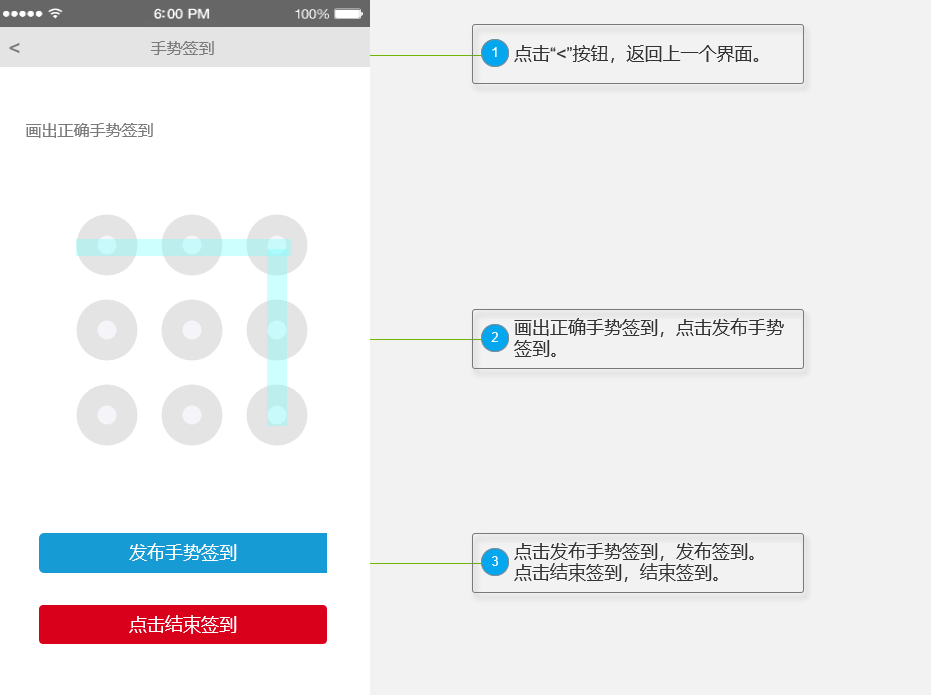 6:00 PM
100%
<
手势签到
画出正确手势签到
发布手势签到
点击结束签到
1
点击“<”按钮，返回上一个界面。
2
画出正确手势签到，点击发布手势
签到。
3
点击发布手势签到，发布签到。
点击结束签到，结束签到。